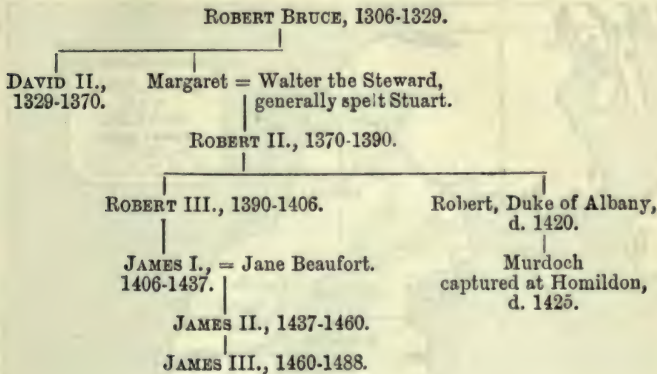 ROBERT BRUCE, 1306-1329.
DAVID II., Margaret = Walter the Steward,
1329-1370. generally spelt Stuart.
ROBERT II., 1370-1390.
ROBERT III., 1390-1406. Robert, Duke of Albany,
d. 1420.
JAMES I., = Jane Beaufort. Murdoch
1406-1437. captured at Homildon,
d. 1425.
JAMES II., 1437-1460.
JAMES III., 1460-1488.